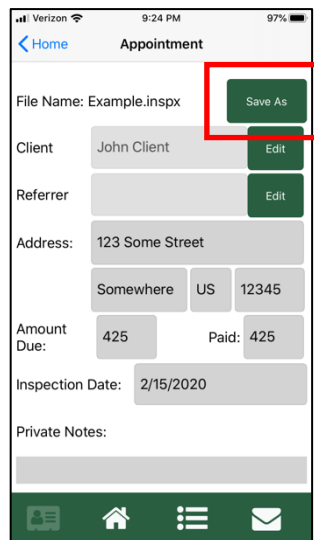 Verizon 9:24 PM 97%
Home Appointment
File Name: Example.inspx Save As
Client John Client Edit
Referrer Edit
Address: 123 Some Street
Somewhere US 12345
Amount
Due: 425 Paid: 425
Inspection Date: 2/15/2020
Private Notes: